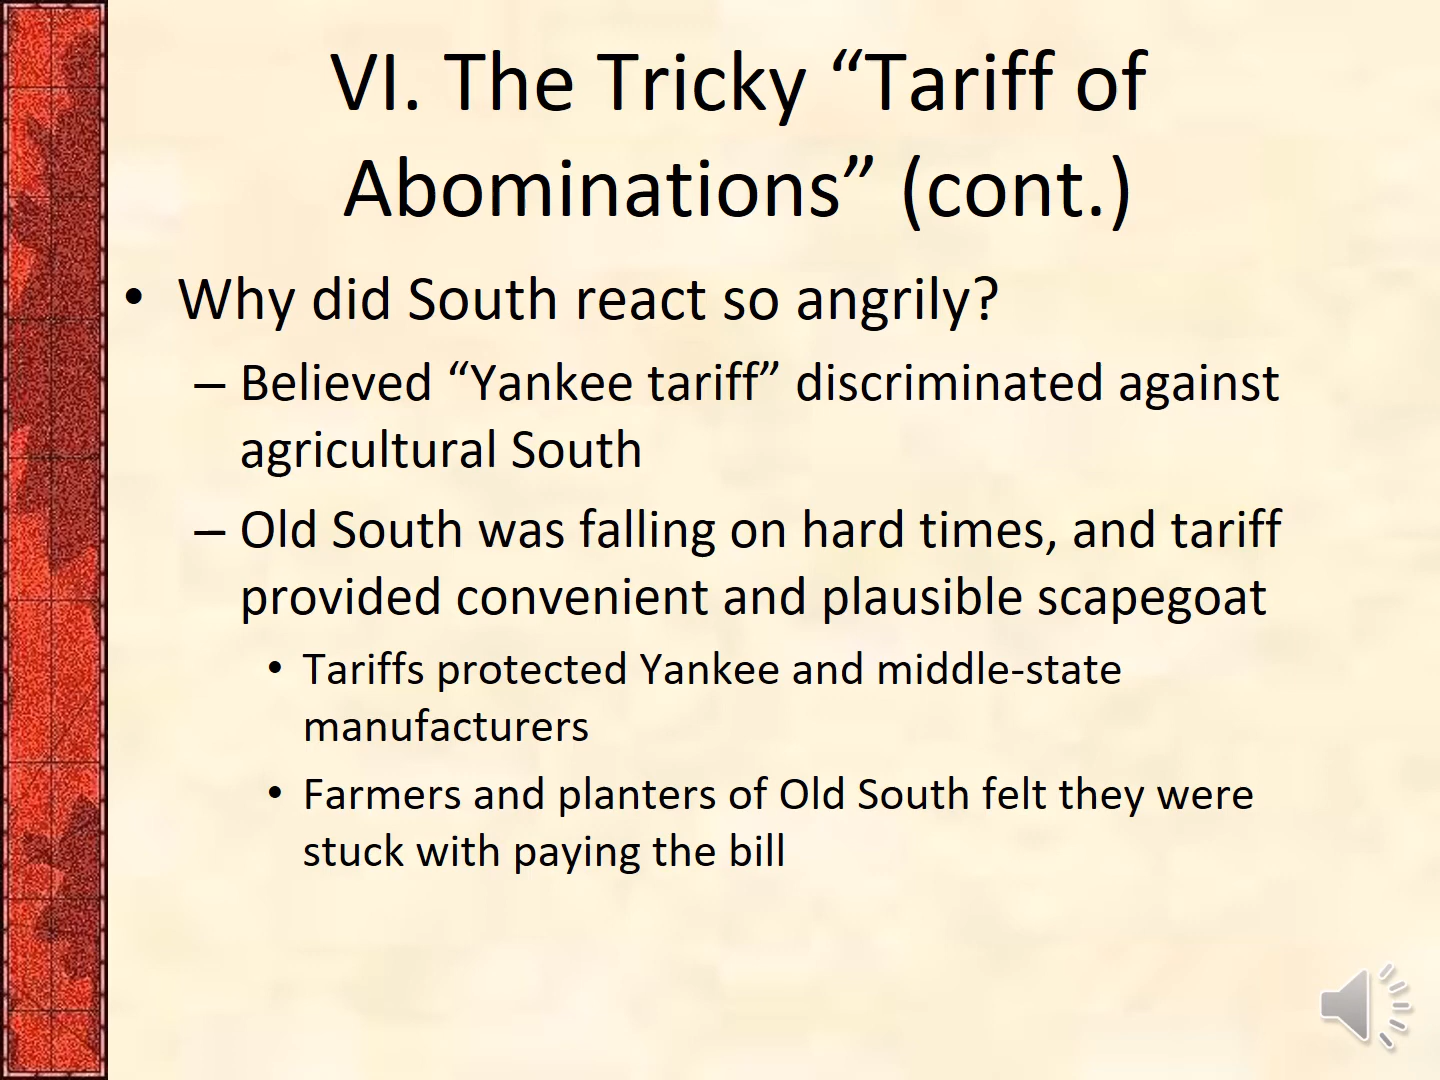 VI. The Tricky “Tariff of
Abominations” (cont.)
• Why did South react so angrily?
– Believed “Yankee tariff” discriminated against
agricultural South
– Old South was falling on hard times, and tariff
provided convenient and plausible scapegoat
• Tariffs protected Yankee and middle-state
manufacturers
• Farmers and planters of Old South felt they were
stuck with paying the bill